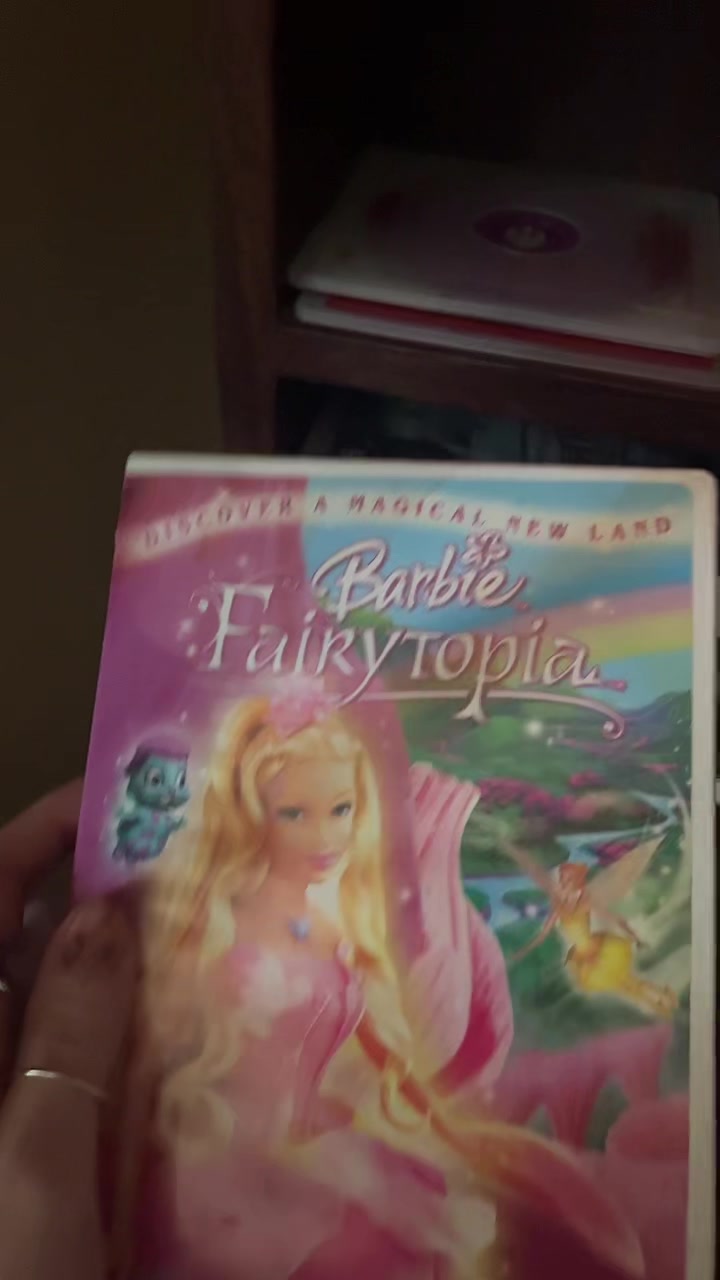 DISCOVER A MAGICAL NEW LAND
Barbie
Fairytopia